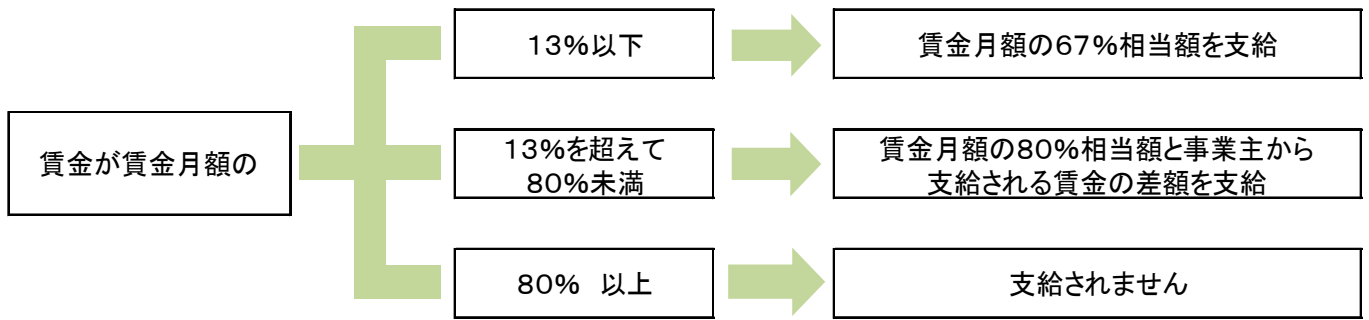 賃金が賃金月額の
13%以下
賃金月額の67%相当額を支給
13%を超えて
80%未満
賃金月額の80%相当額と事業主から
支給される賃金の差額を支給
80%　以上
支給されません